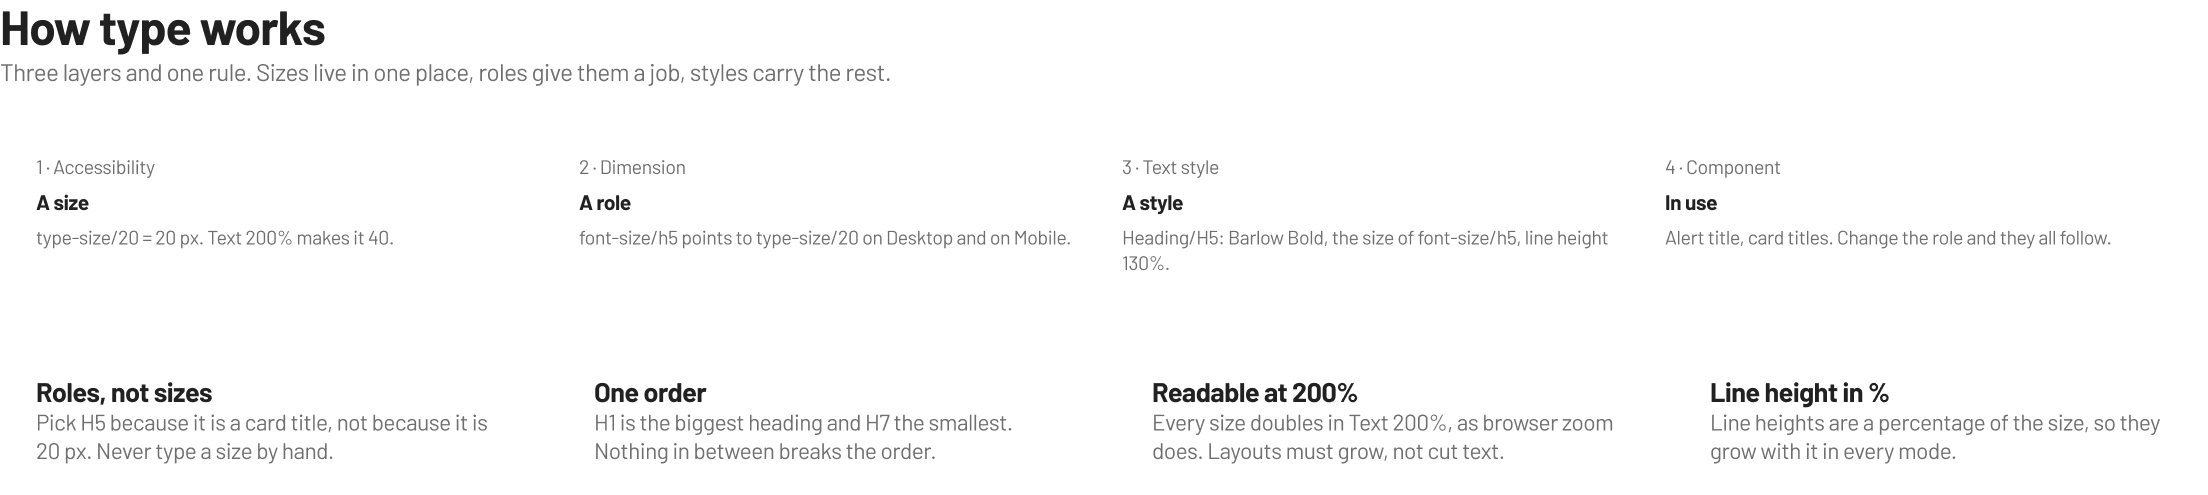 How type works
Three layers and one rule. Sizes live in one place, roles give them a job, styles carry the rest.
1 · Accessibility
A size
type-size/20 = 20 px. Text 200% makes it 40.
2 · Dimension
A role
font-size/h5 points to type-size/20 on Desktop and on Mobile.
3 · Text style
A style
Heading/H5: Barlow Bold, the size of font-size/h5, line height
130%.
4 · Component
In use
Alert title, card titles. Change the role and they all follow.
Roles, not sizes
Pick H5 because it is a card title, not because it is
20 px. Never type a size by hand.
One order
H1 is the biggest heading and H7 the smallest.
Nothing in between breaks the order.
Readable at 200%
Every size doubles in Text 200%, as browser zoom
does. Layouts must grow, not cut text.
Line height in %
Line heights are a percentage of the size, so they
grow with it in every mode.